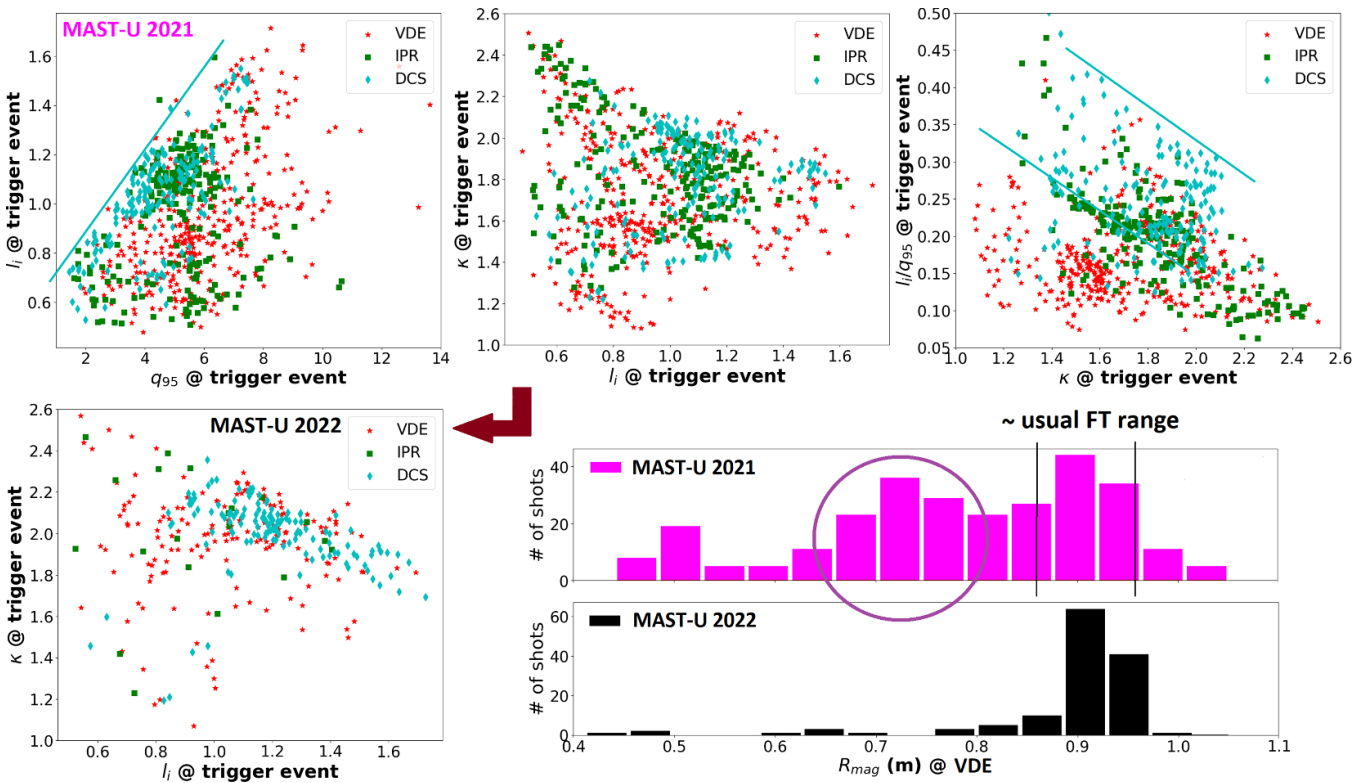 MAST-U 2021
VDE
IPR
DCS
1.6
1.4
1.2
1.0
0.8
0.6
l_i @ trigger event
2 4 6 8 10 12 14
q_95 @ trigger event
VDE
IPR
DCS
2.6
2.4
2.2
2.0
1.8
1.6
1.4
1.2
1.0
κ @ trigger event
0.6 0.8 1.0 1.2 1.4 1.6
l_i @ trigger event
VDE
IPR
DCS
0.50
0.45
0.40
0.35
0.30
0.25
0.20
0.15
0.10
0.05
l_i/q_95 @ trigger event
1.0 1.2 1.4 1.6 1.8 2.0 2.2 2.4 2.6
κ @ trigger event
MAST-U 2022
VDE
IPR
DCS
2.6
2.4
2.2
2.0
1.8
1.6
1.4
1.2
1.0
κ @ trigger event
0.6 0.8 1.0 1.2 1.4 1.6
l_i @ trigger event
~ usual FT range
MAST-U 2021
40
20
0
# of shots
MAST-U 2022
60
40
20
0
# of shots
0.4 0.5 0.6 0.7 0.8 0.9 1.0 1.1
R_mag (m) @ VDE